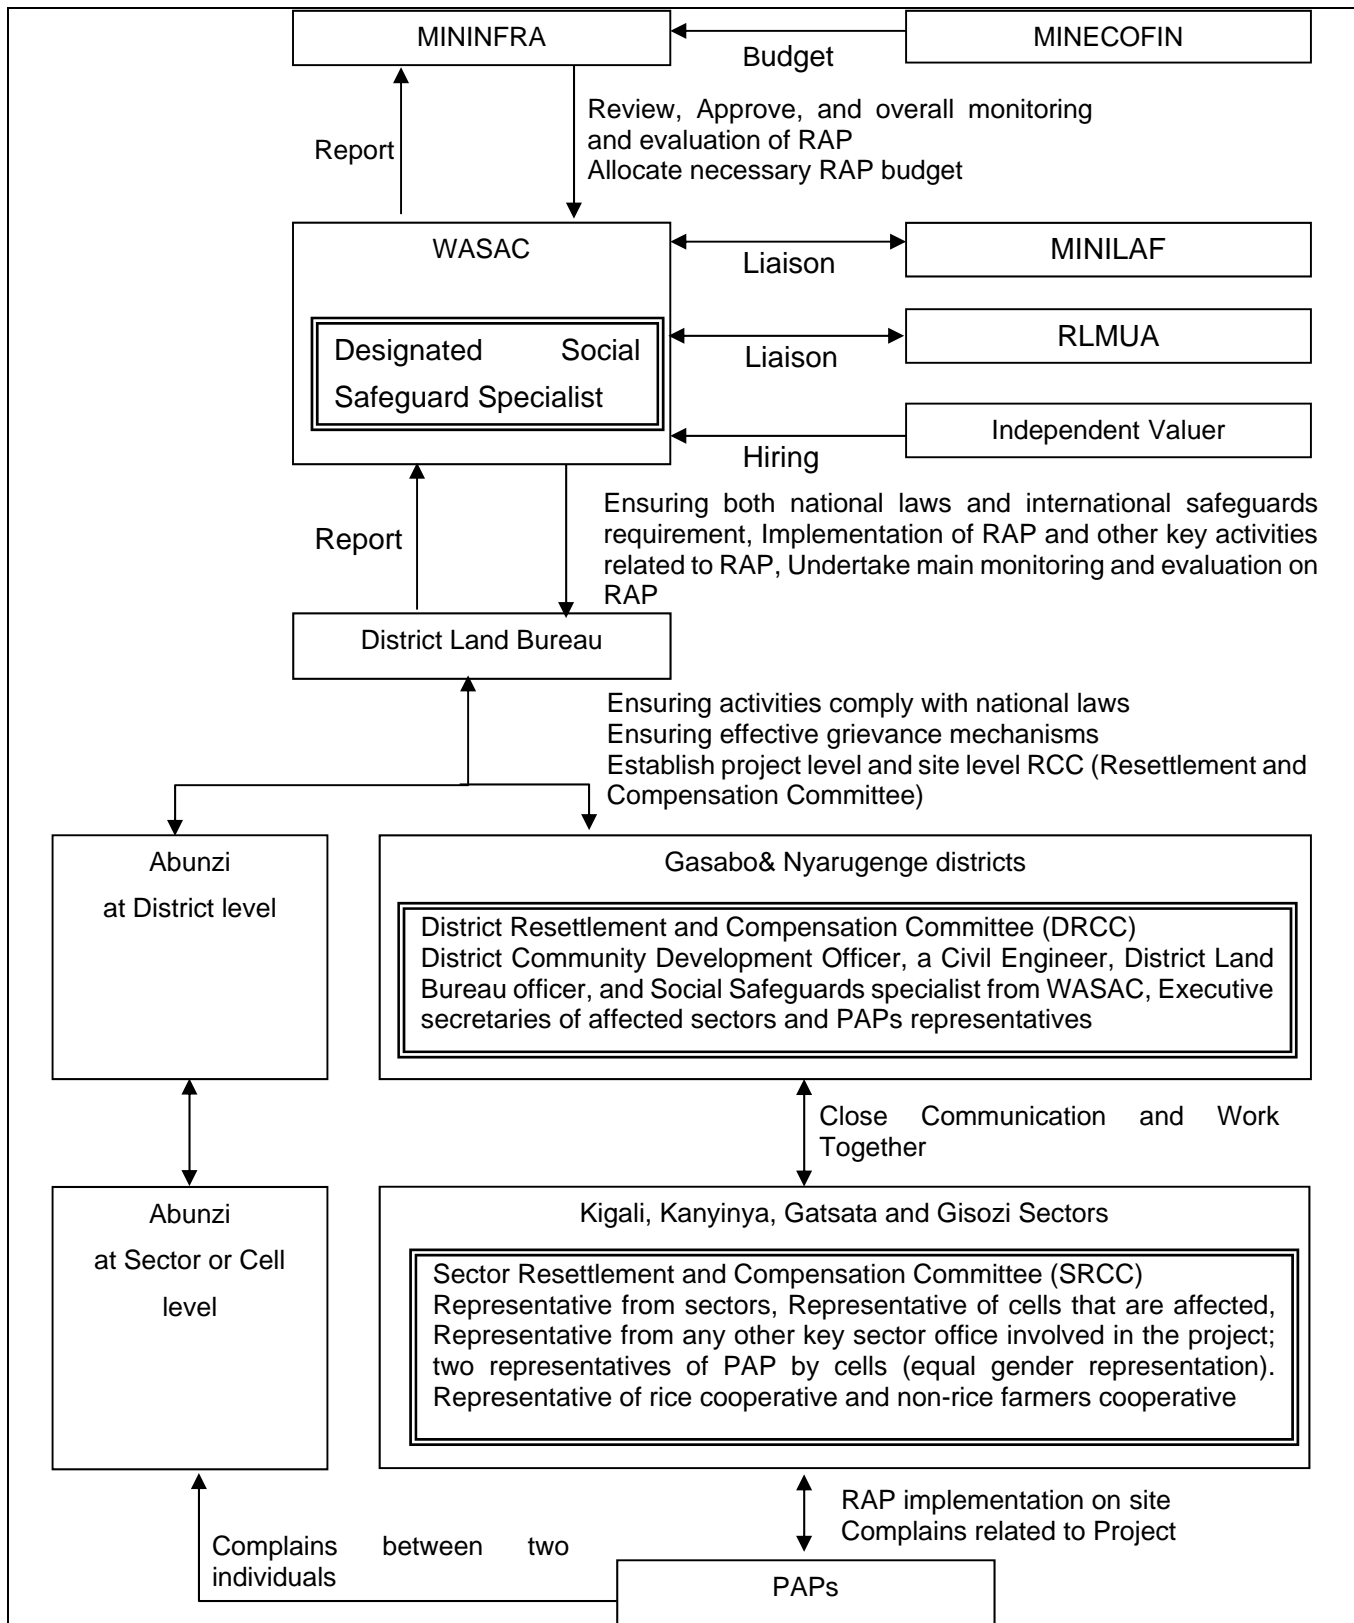 MININFRA
MINECOFIN
Budget
Review, Approve, and overall monitoring
and evaluation of RAP
Allocate necessary RAP budget
Report
WASAC
MINILAF
Liaison
Designated Social
Safeguard Specialist
RLMUA
Liaison
Independent Valuer
Hiring
Ensuring both national laws and international safeguards
requirement, Implementation of RAP and other key activities
related to RAP, Undertake main monitoring and evaluation on
RAP
Report
District Land Bureau
Ensuring activities comply with national laws
Ensuring effective grievance mechanisms
Establish project level and site level RCC (Resettlement and
Compensation Committee)
Abunzi
at District level
Gasabo& Nyarugenge districts
District Resettlement and Compensation Committee (DRCC)
District Community Development Officer, a Civil Engineer, District Land
Bureau officer, and Social Safeguards specialist from WASAC, Executive
secretaries of affected sectors and PAPs representatives
Close Communication and Work
Together
Abunzi
at Sector or Cell
level
Kigali, Kanyinya, Gatsata and Gisozi Sectors
Sector Resettlement and Compensation Committee (SRCC)
Representative from sectors, Representative of cells that are affected,
Representative from any other key sector office involved in the project;
two representatives of PAP by cells (equal gender representation).
Representative of rice cooperative and non-rice farmers cooperative
RAP implementation on site
Complains related to Project
Complains between two
individuals
PAPs